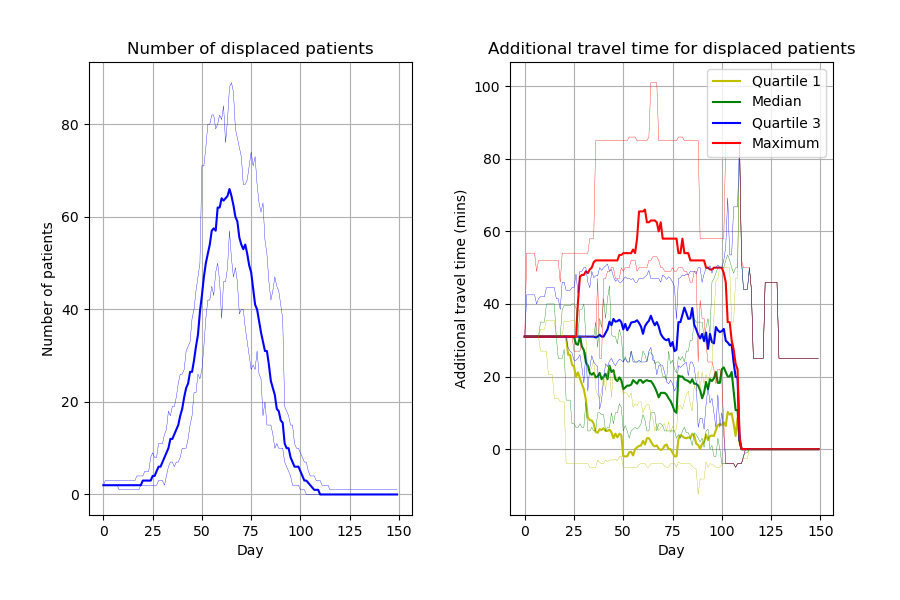 Number of displaced patients
Number of patients
80
60
40
20
0
0
25
50
75
100
125
150
Day
Additional travel time for displaced patients
Additional travel time (mins)
100
80
60
40
20
0
0
25
50
75
100
125
150
Day
Quartile 1
Median
Quartile 3
Maximum